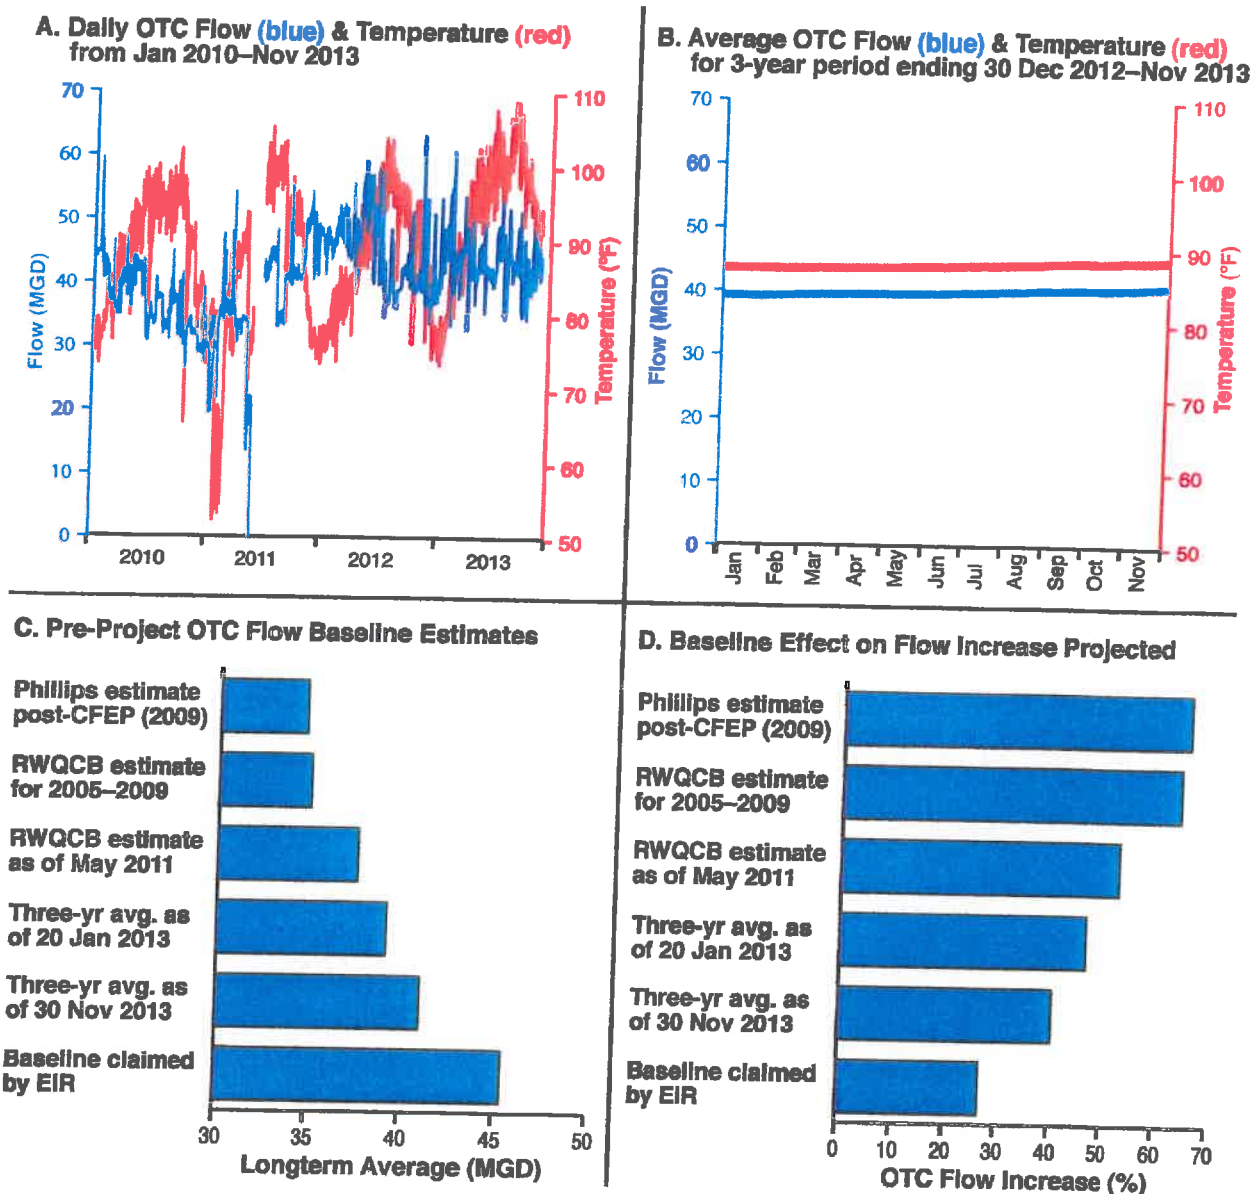 A. Daily OTC Flow (blue) & Temperature (red)
from Jan 2010–Nov 2013
70
60
50
40
30
20
10
0
Flow (MGD)
110
100
90
80
70
60
50
Temperature (°F)
2010
2011
2012
2013
B. Average OTC Flow (blue) & Temperature (red)
for 3-year period ending 30 Dec 2012–Nov 2013
70
60
50
40
30
20
10
0
Flow (MGD)
110
100
90
80
70
60
50
Temperature (°F)
Jan
Feb
Mar
Apr
May
Jun
Jul
Aug
Sep
Oct
Nov
C. Pre-Project OTC Flow Baseline Estimates
Phillips estimate
post-CFEP (2009)
RWQCB estimate
for 2005–2009
RWQCB estimate
as of May 2011
Three-yr avg. as
of 20 Jan 2013
Three-yr avg. as
of 30 Nov 2013
Baseline claimed
by EIR
30
35
40
45
50
Longterm Average (MGD)
D. Baseline Effect on Flow Increase Projected
Phillips estimate
post-CFEP (2009)
RWQCB estimate
for 2005–2009
RWQCB estimate
as of May 2011
Three-yr avg. as
of 20 Jan 2013
Three-yr avg. as
of 30 Nov 2013
Baseline claimed
by EIR
0
10
20
30
40
50
60
70
OTC Flow Increase (%)